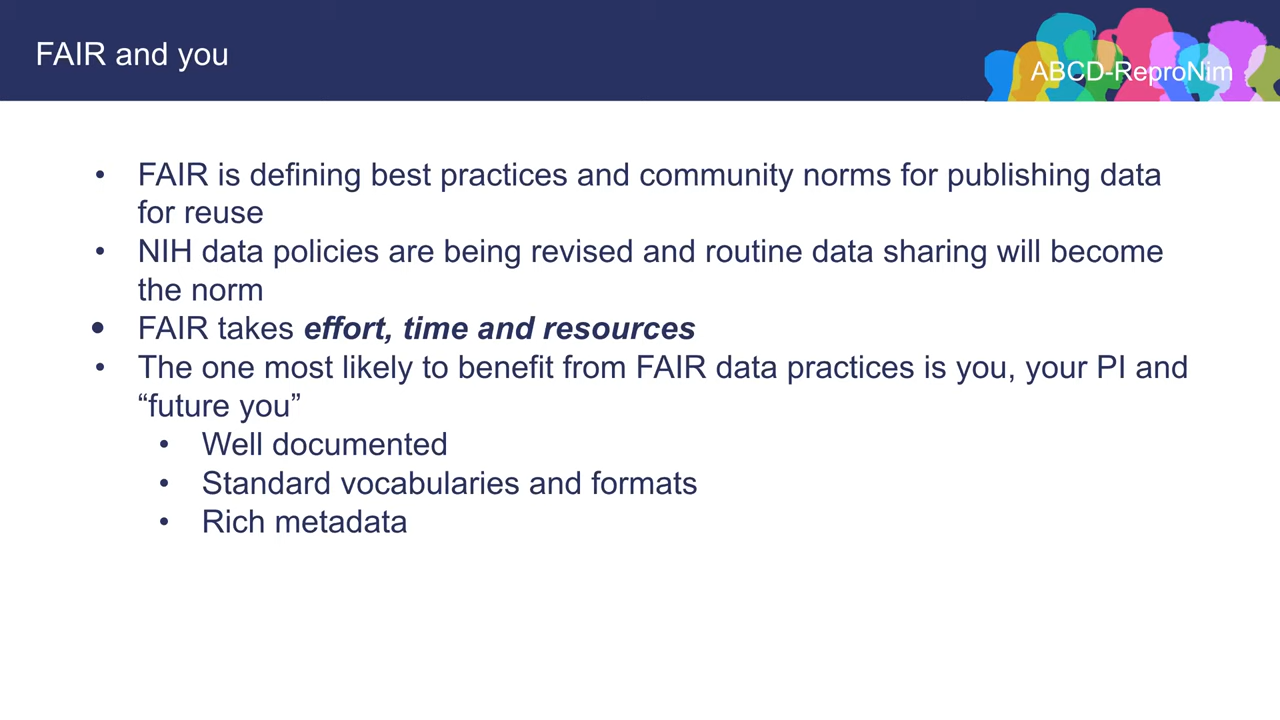 FAIR and you
ABCD-ReproNim
• FAIR is defining best practices and community norms for publishing data
for reuse
• NIH data policies are being revised and routine data sharing will become
the norm
• FAIR takes effort, time and resources
• The one most likely to benefit from FAIR data practices is you, your PI and
“future you”
• Well documented
• Standard vocabularies and formats
• Rich metadata